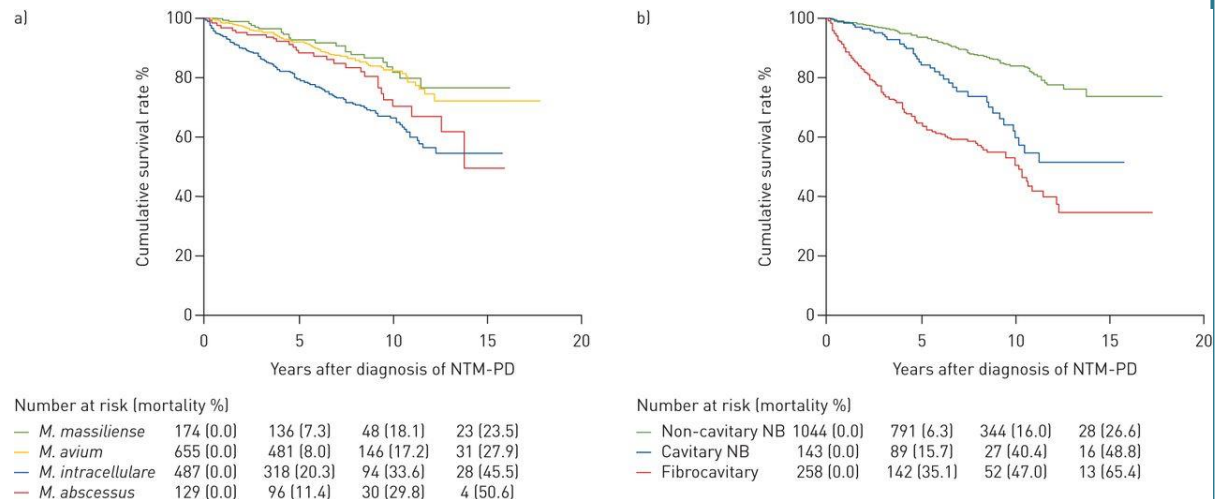 a)
100
80
60
40
20
0
Cumulative survival rate %
0 5 10 15 20
Years after diagnosis of NTM-PD
Number at risk (mortality %)
M. massiliense 174 (0.0) 136 (7.3) 48 (18.1) 23 (23.5)
M. avium 655 (0.0) 481 (8.0) 146 (17.2) 31 (27.9)
M. intracellulare 487 (0.0) 318 (20.3) 94 (33.6) 28 (45.5)
M. abscessus 129 (0.0) 96 (11.4) 30 (29.8) 4 (50.6)
b)
100
80
60
40
20
0
Cumulative survival rate %
0 5 10 15 20
Years after diagnosis of NTM-PD
Number at risk (mortality %)
Non-cavitary NB 1044 (0.0) 791 (6.3) 344 (16.0) 28 (26.6)
Cavitary NB 143 (0.0) 89 (15.7) 27 (40.4) 16 (48.8)
Fibrocavitary 258 (0.0) 142 (35.1) 52 (47.0) 13 (65.4)